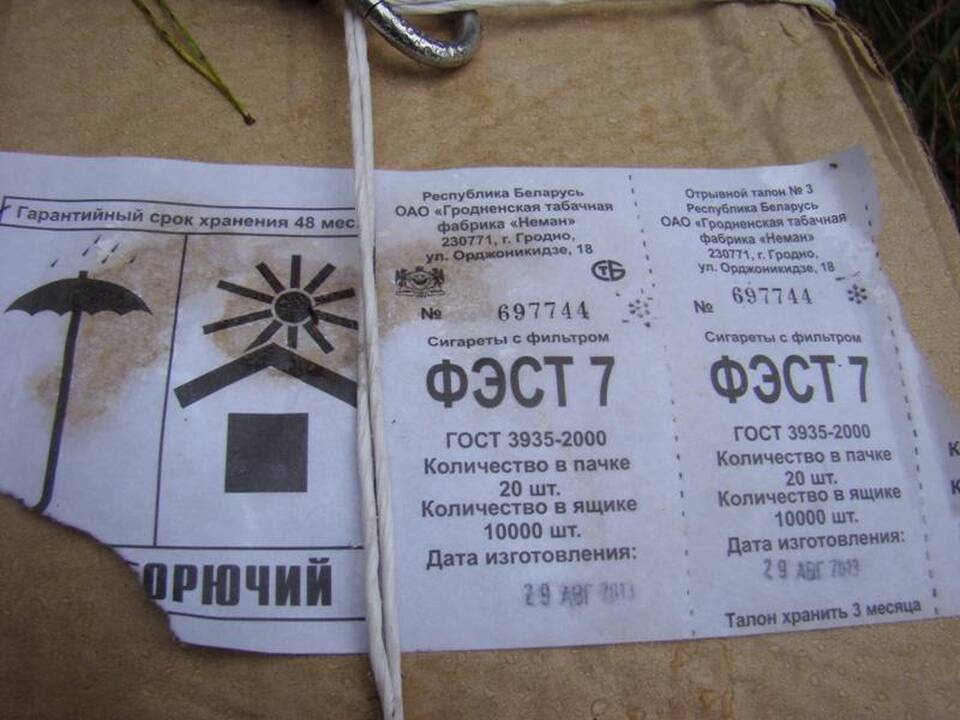 Гарантийный срок хранения 48 мес.
ОРЮЧИЙ
Республика Беларусь
ОАО «Гродненская табачная
фабрика «Неман»
230771, г. Гродно,
ул. Орджоникидзе, 18
СТБ
№ 697744
Сигареты с фильтром
ФЭСТ 7
ГОСТ 3935-2000
Количество в пачке
20 шт.
Количество в ящике
10000 шт.
Дата изготовления:
29 АВГ 2013
Отрывной талон № 3
Республика Беларусь
ОАО «Гродненская табачная
фабрика «Неман»
230771, г. Гродно,
ул. Орджоникидзе, 18
№ 697744
Сигареты с фильтром
ФЭСТ 7
ГОСТ 3935-2000
Количество в пачке
20 шт.
Количество в ящике
10000 шт.
Дата изготовления:
29 АВГ 2013
Талон хранить 3 месяца
К
К